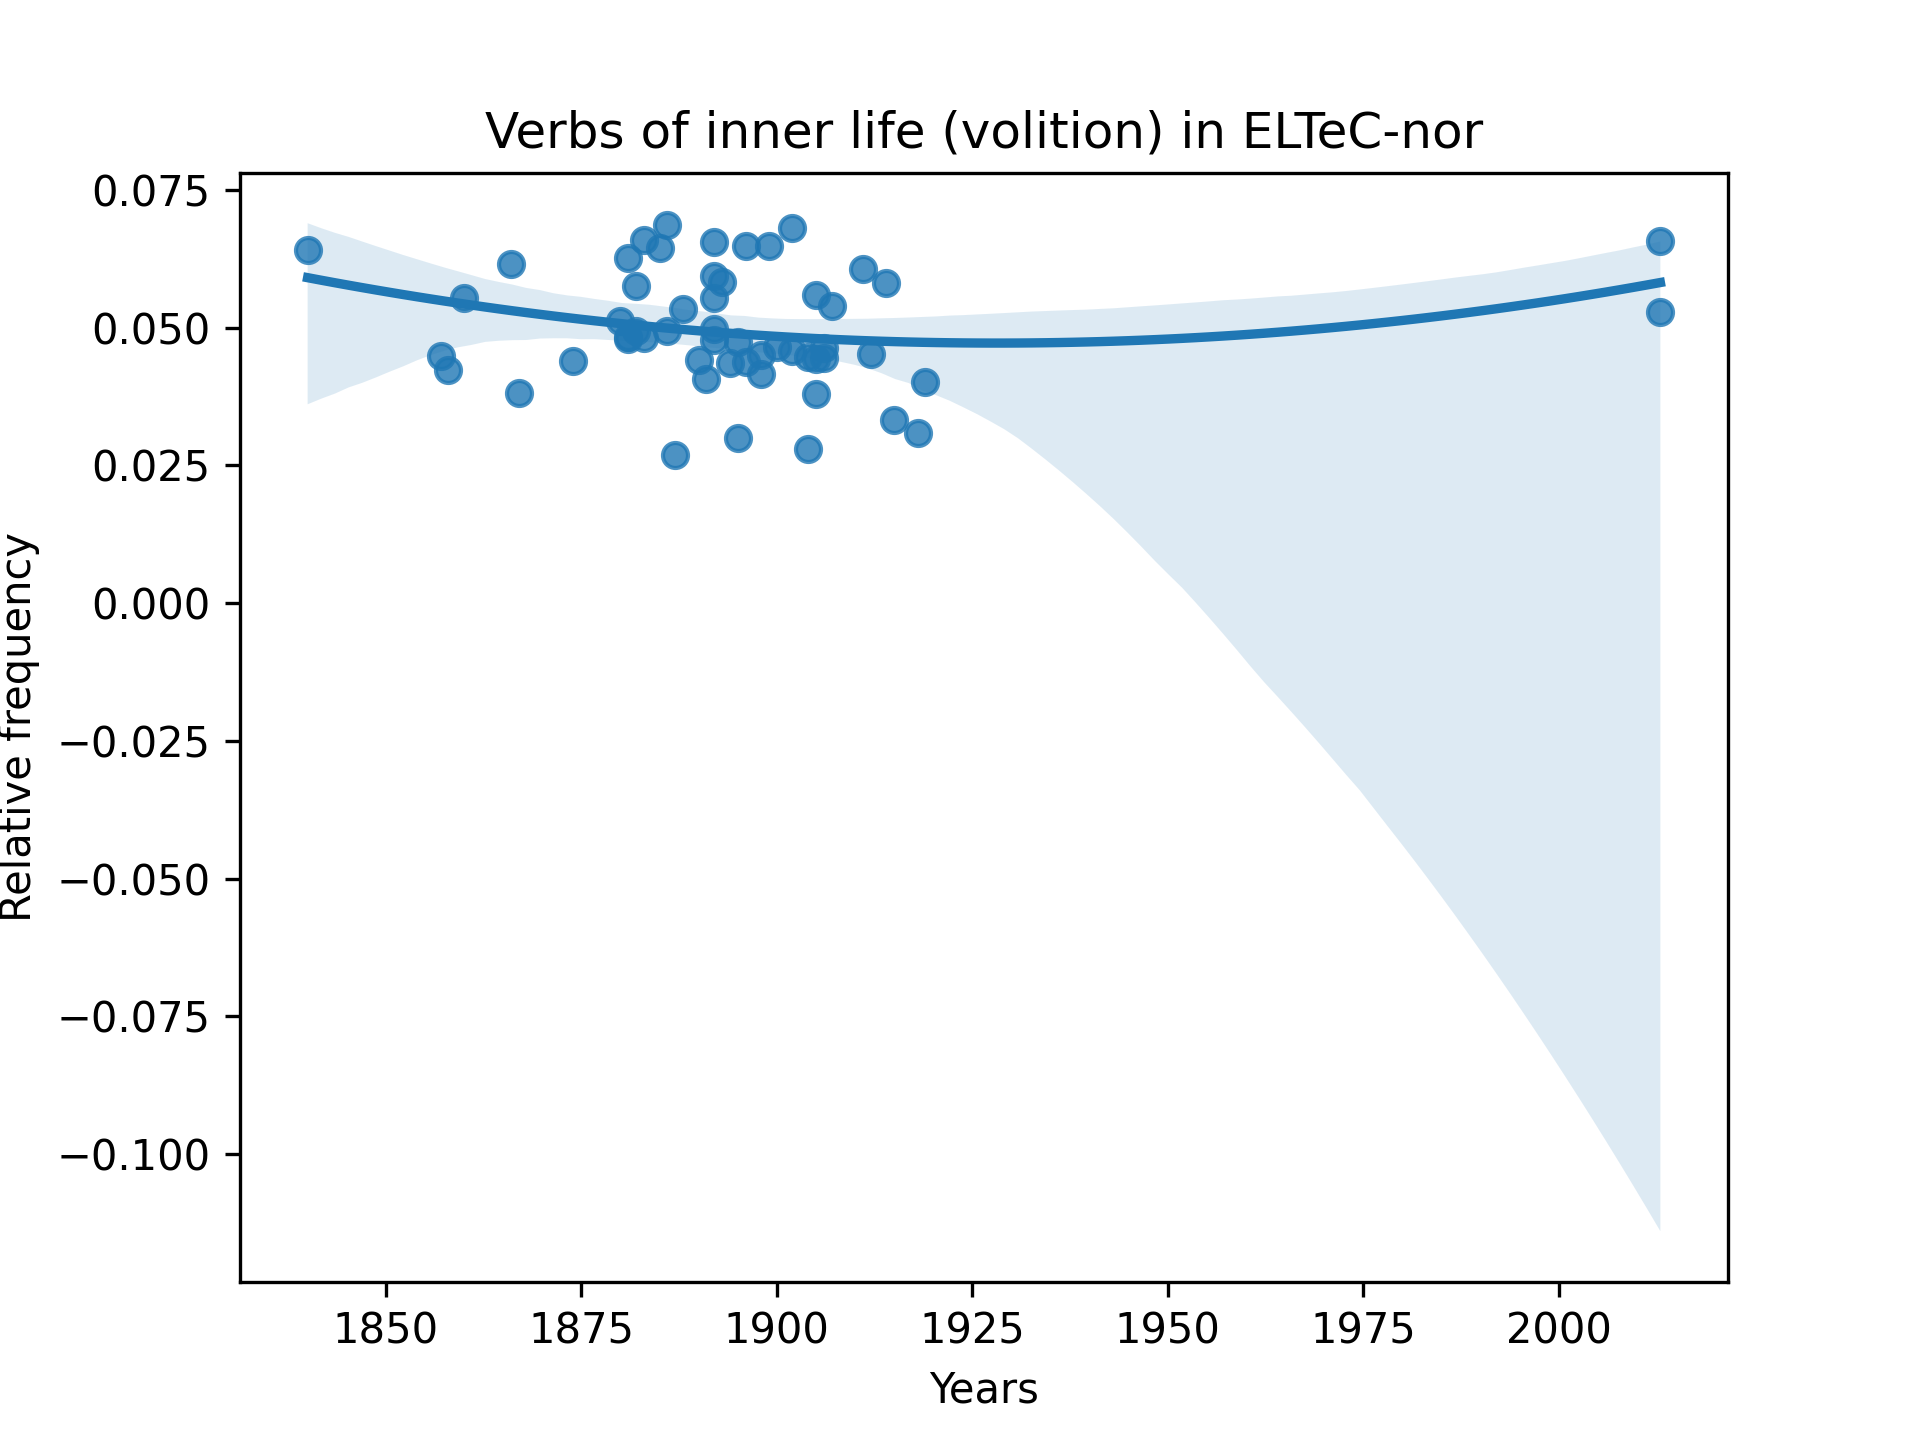 Verbs of inner life (volition) in ELTeC-nor
0.075
0.050
0.025
0.000
−0.025
−0.050
−0.075
−0.100
Relative frequency
1850 1875 1900 1925 1950 1975 2000
Years